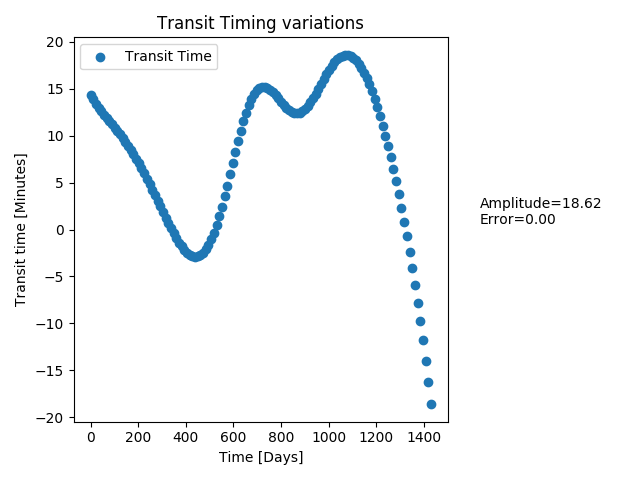 Transit Timing variations
Transit Time
Transit time [Minutes]
20
15
10
5
0
−5
−10
−15
−20
0 200 400 600 800 1000 1200 1400
Time [Days]
Amplitude=18.62
Error=0.00